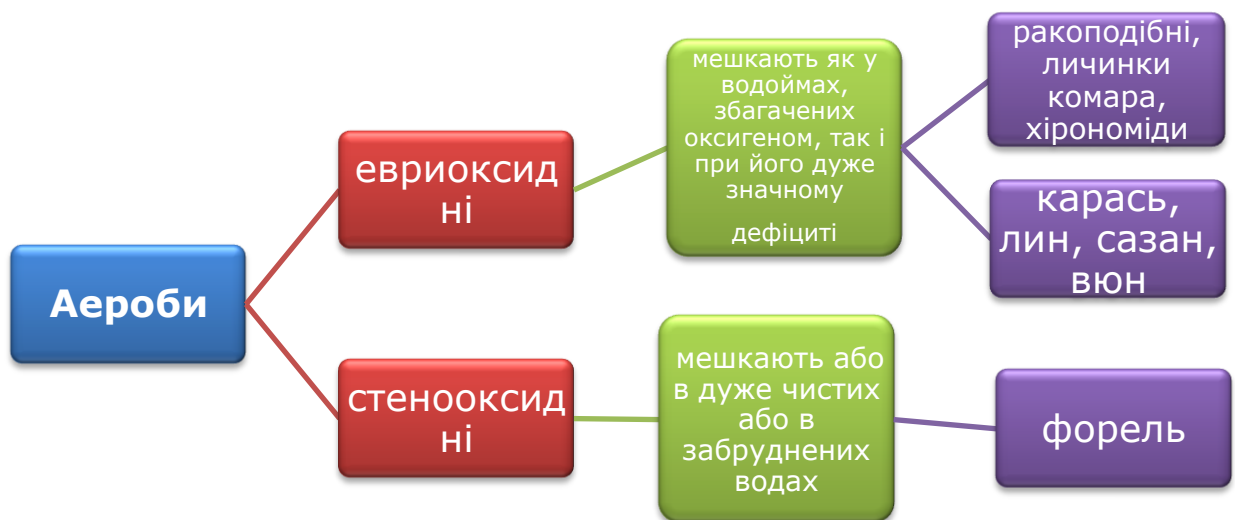 Аероби
евриоксид
ні
мешкають як у
водоймах,
збагачених
оксигеном, так і
при його дуже
значному
дефіциті
ракоподібні,
личинки
комара,
хірономіди
карась,
лин, сазан,
вюн
стенооксид
ні
мешкають або
в дуже чистих
або в
забруднених
водах
форель